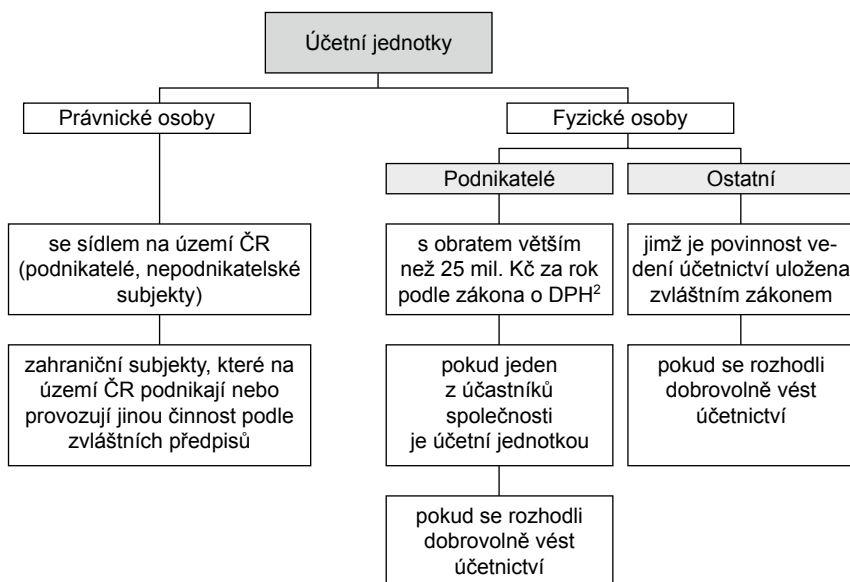 Účetní jednotky
Právnické osoby
Fyzické osoby
Podnikatelé
Ostatní
se sídlem na území ČR
(podnikatelé, nepodnikatelské
subjekty)
s obratem větším
než 25 mil. Kč za rok
podle zákona o DPH²
jimž je povinnost ve-
dení účetnictví uložena
zvláštním zákonem
zahraniční subjekty, které na
území ČR podnikají nebo
provozují jinou činnost podle
zvláštních předpisů
pokud jeden
z účastníků
společnosti
je účetní jednotkou
pokud se rozhodli
dobrovolně vést
účetnictví
pokud se rozhodli
dobrovolně vést
účetnictví